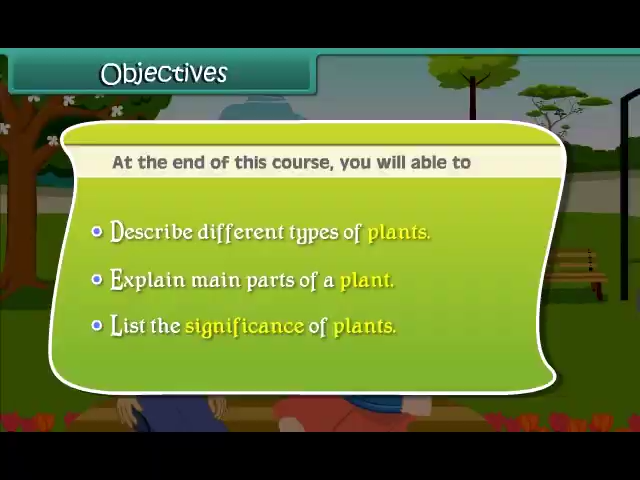 Objectives
At the end of this course, you will able to
Describe different types of plants.
Explain main parts of a plant.
List the significance of plants.